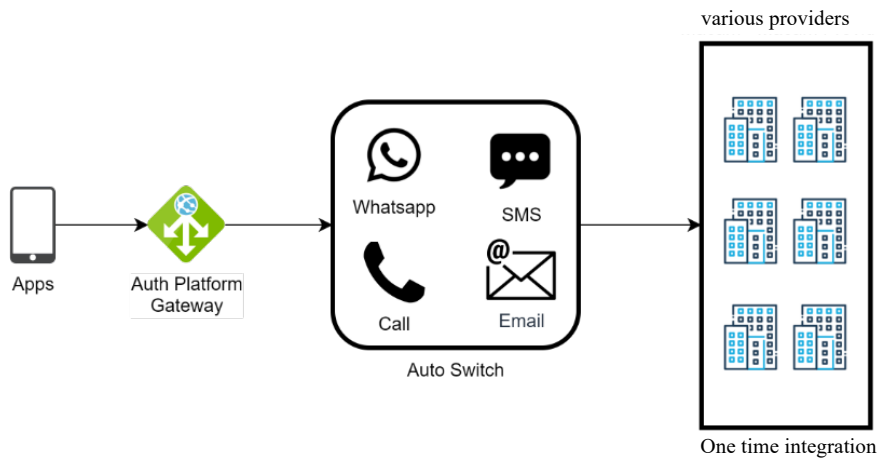 various providers
Whatsapp
SMS
Apps
Auth Platform
Gateway
Call
Email
Auto Switch
One time integration